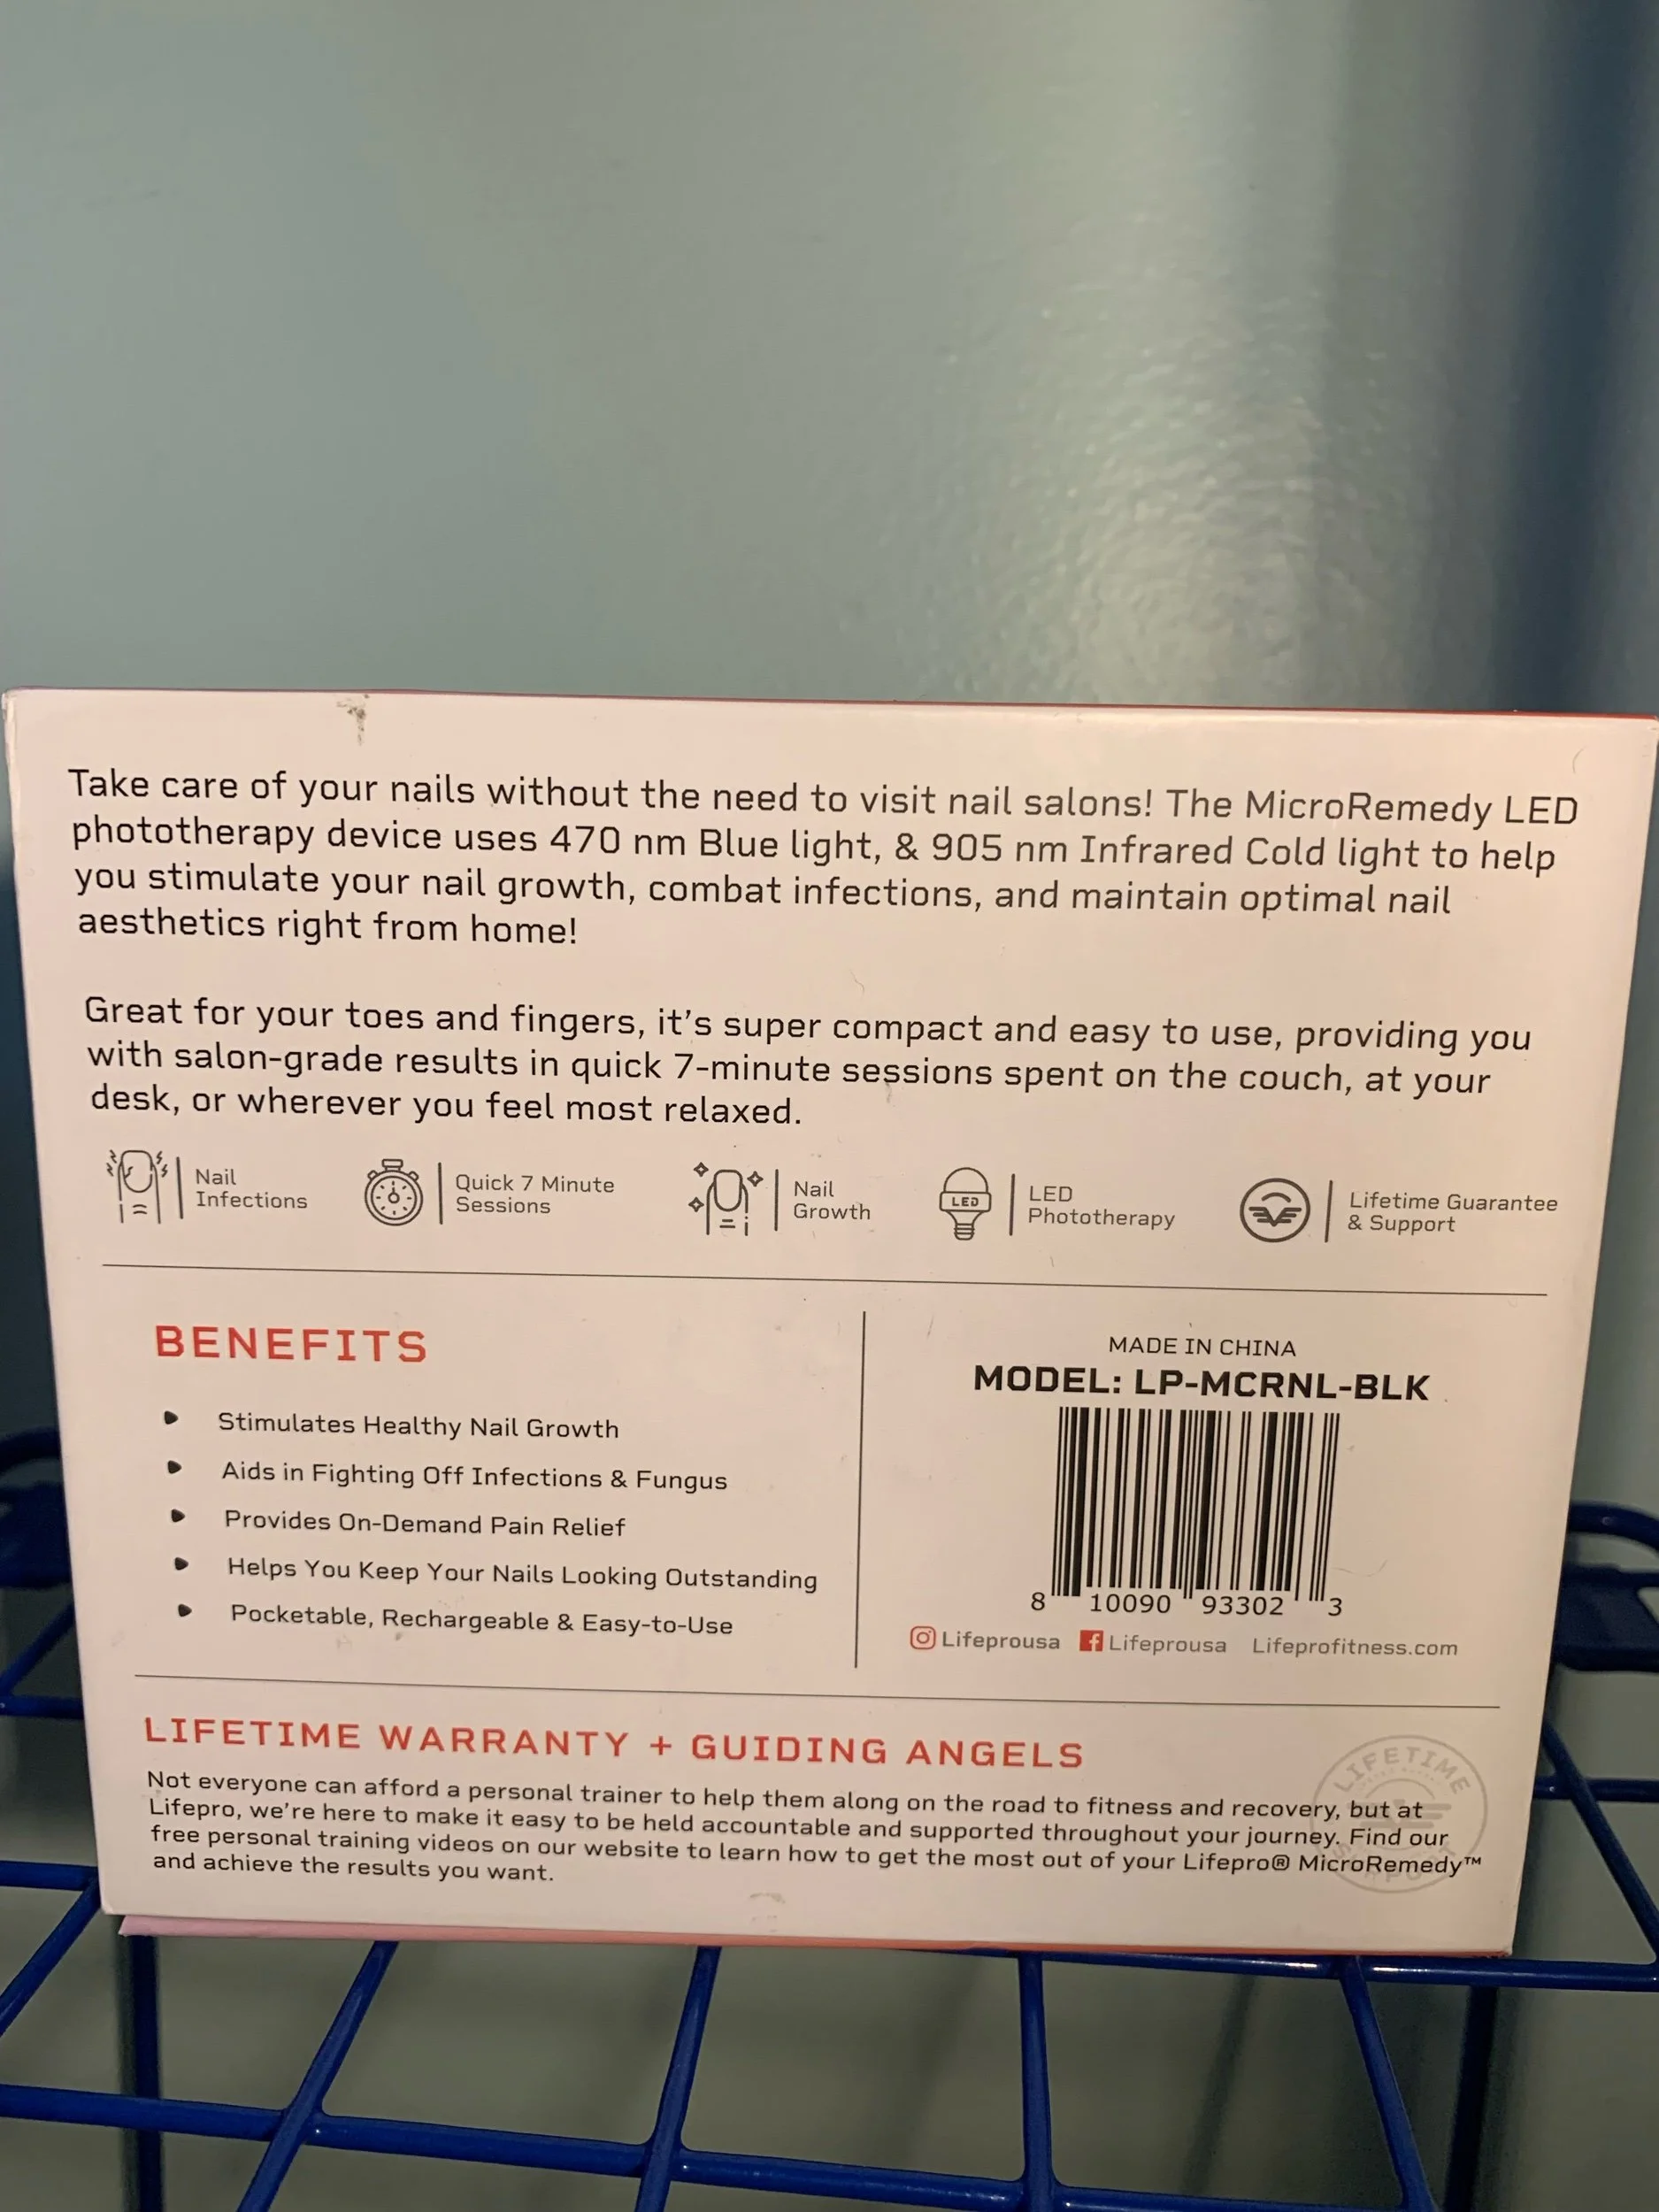 Take care of your nails without the need to visit nail salons! The MicroRemedy LED
phototherapy device uses 470 nm Blue light, & 905 nm Infrared Cold light to help
you stimulate your nail growth, combat infections, and maintain optimal nail
aesthetics right from home!
Great for your toes and fingers, it's super compact and easy to use, providing you
with salon-grade results in quick 7-minute sessions spent on the couch, at your
desk, or wherever you feel most relaxed.
Nail
Infections
Quick 7 Minute
Sessions
Nail
Growth
LED
LED
Phototherapy
Lifetime Guarantee
& Support
BENEFITS
Stimulates Healthy Nail Growth
Aids in Fighting Off Infections & Fungus
Provides On-Demand Pain Relief
Helps You Keep Your Nails Looking Outstanding
Pocketable, Rechargeable & Easy-to-Use
MADE IN CHINA
MODEL: LP-MCRNL-BLK
8 10090 93302 3
Lifeprousa Lifeprousa Lifeprofitness.com
LIFETIME WARRANTY + GUIDING ANGELS
Not everyone can afford a personal trainer to help them along on the road to fitness and recovery, but at
Lifepro, we're here to make it easy to be held accountable and supported throughout your journey. Find our
free personal training videos on our website to learn how to get the most out of your Lifepro® MicroRemedy™
and achieve the results you want.
LIFETIME